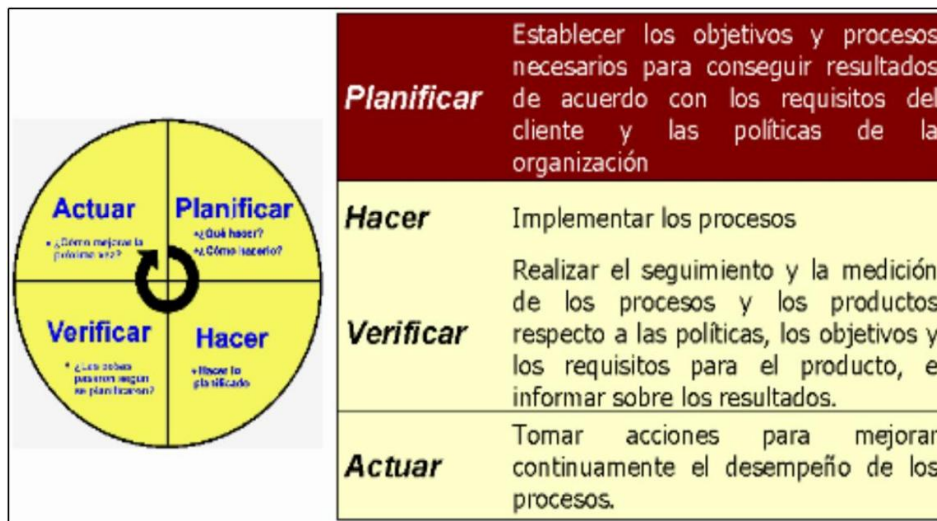 Actuar
• ¿Cómo mejorar la
próxima vez?
Planificar
•¿Qué hacer?
•¿Cómo hacerlo?
Verificar
• ¿Las cosas
pasaron según
se planificaron?
Hacer
•Hacer lo
planificado
Planificar
Establecer los objetivos y procesos
necesarios para conseguir resultados
de acuerdo con los requisitos del
cliente y las políticas de la
organización
Hacer
Implementar los procesos
Verificar
Realizar el seguimiento y la medición
de los procesos y los productos
respecto a las políticas, los objetivos y
los requisitos para el producto, e
informar sobre los resultados.
Actuar
Tomar acciones para mejorar
continuamente el desempeño de los
procesos.